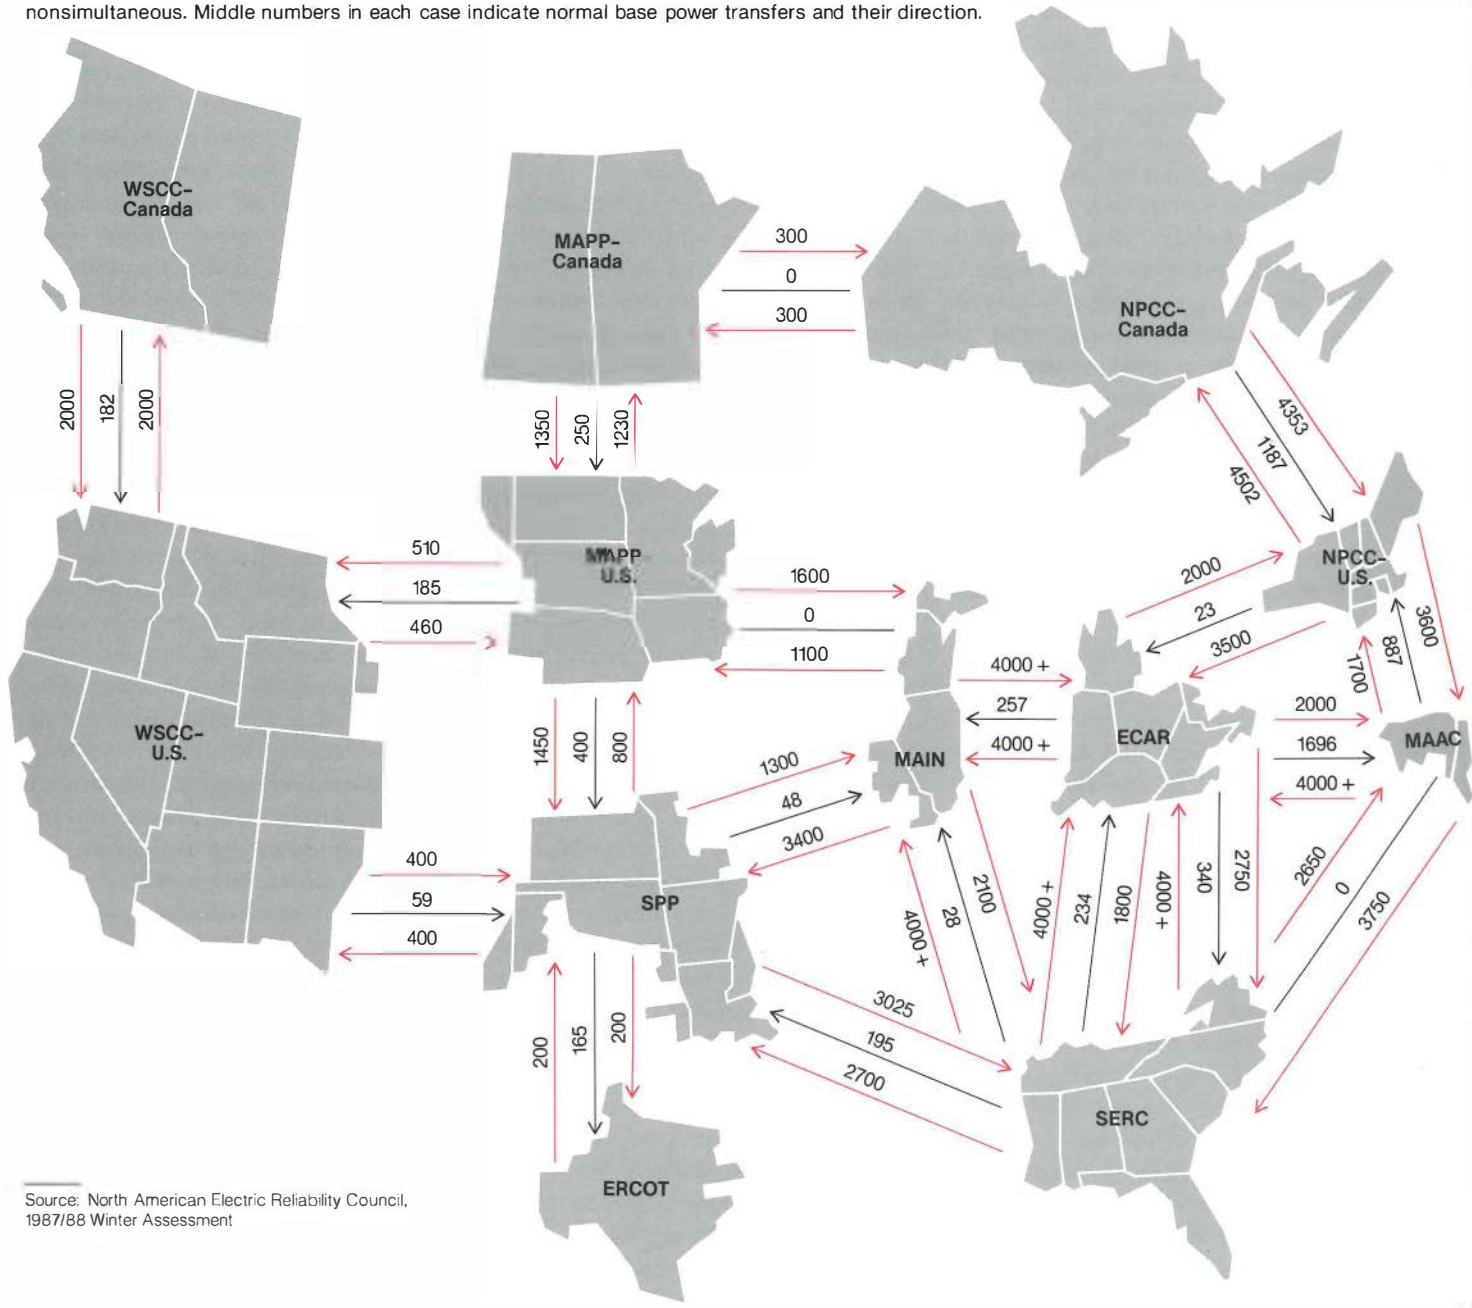 nonsimultaneous. Middle numbers in each case indicate normal base power transfers and their direction.
WSCC–
Canada
MAPP–
Canada
NPCC–
Canada
300
0
300
2000
182
2000
1350
250
1230
4353
1187
4502
MAPP–
U.S.
NPCC–
U.S.
510
185
460
1600
0
1100
2000
23
3500
3600
887
1700
WSCC–
U.S.
MAIN
ECAR
MAAC
4000 +
257
4000 +
2000
1696
4000 +
1450
400
800
1300
48
3400
400
59
400
SPP
4000 +
28
2100
4000 +
234
1800
4000 +
340
2750
2650
0
3750
3025
195
2700
200
165
200
SERC
ERCOT
Source: North American Electric Reliability Council,
1987/88 Winter Assessment